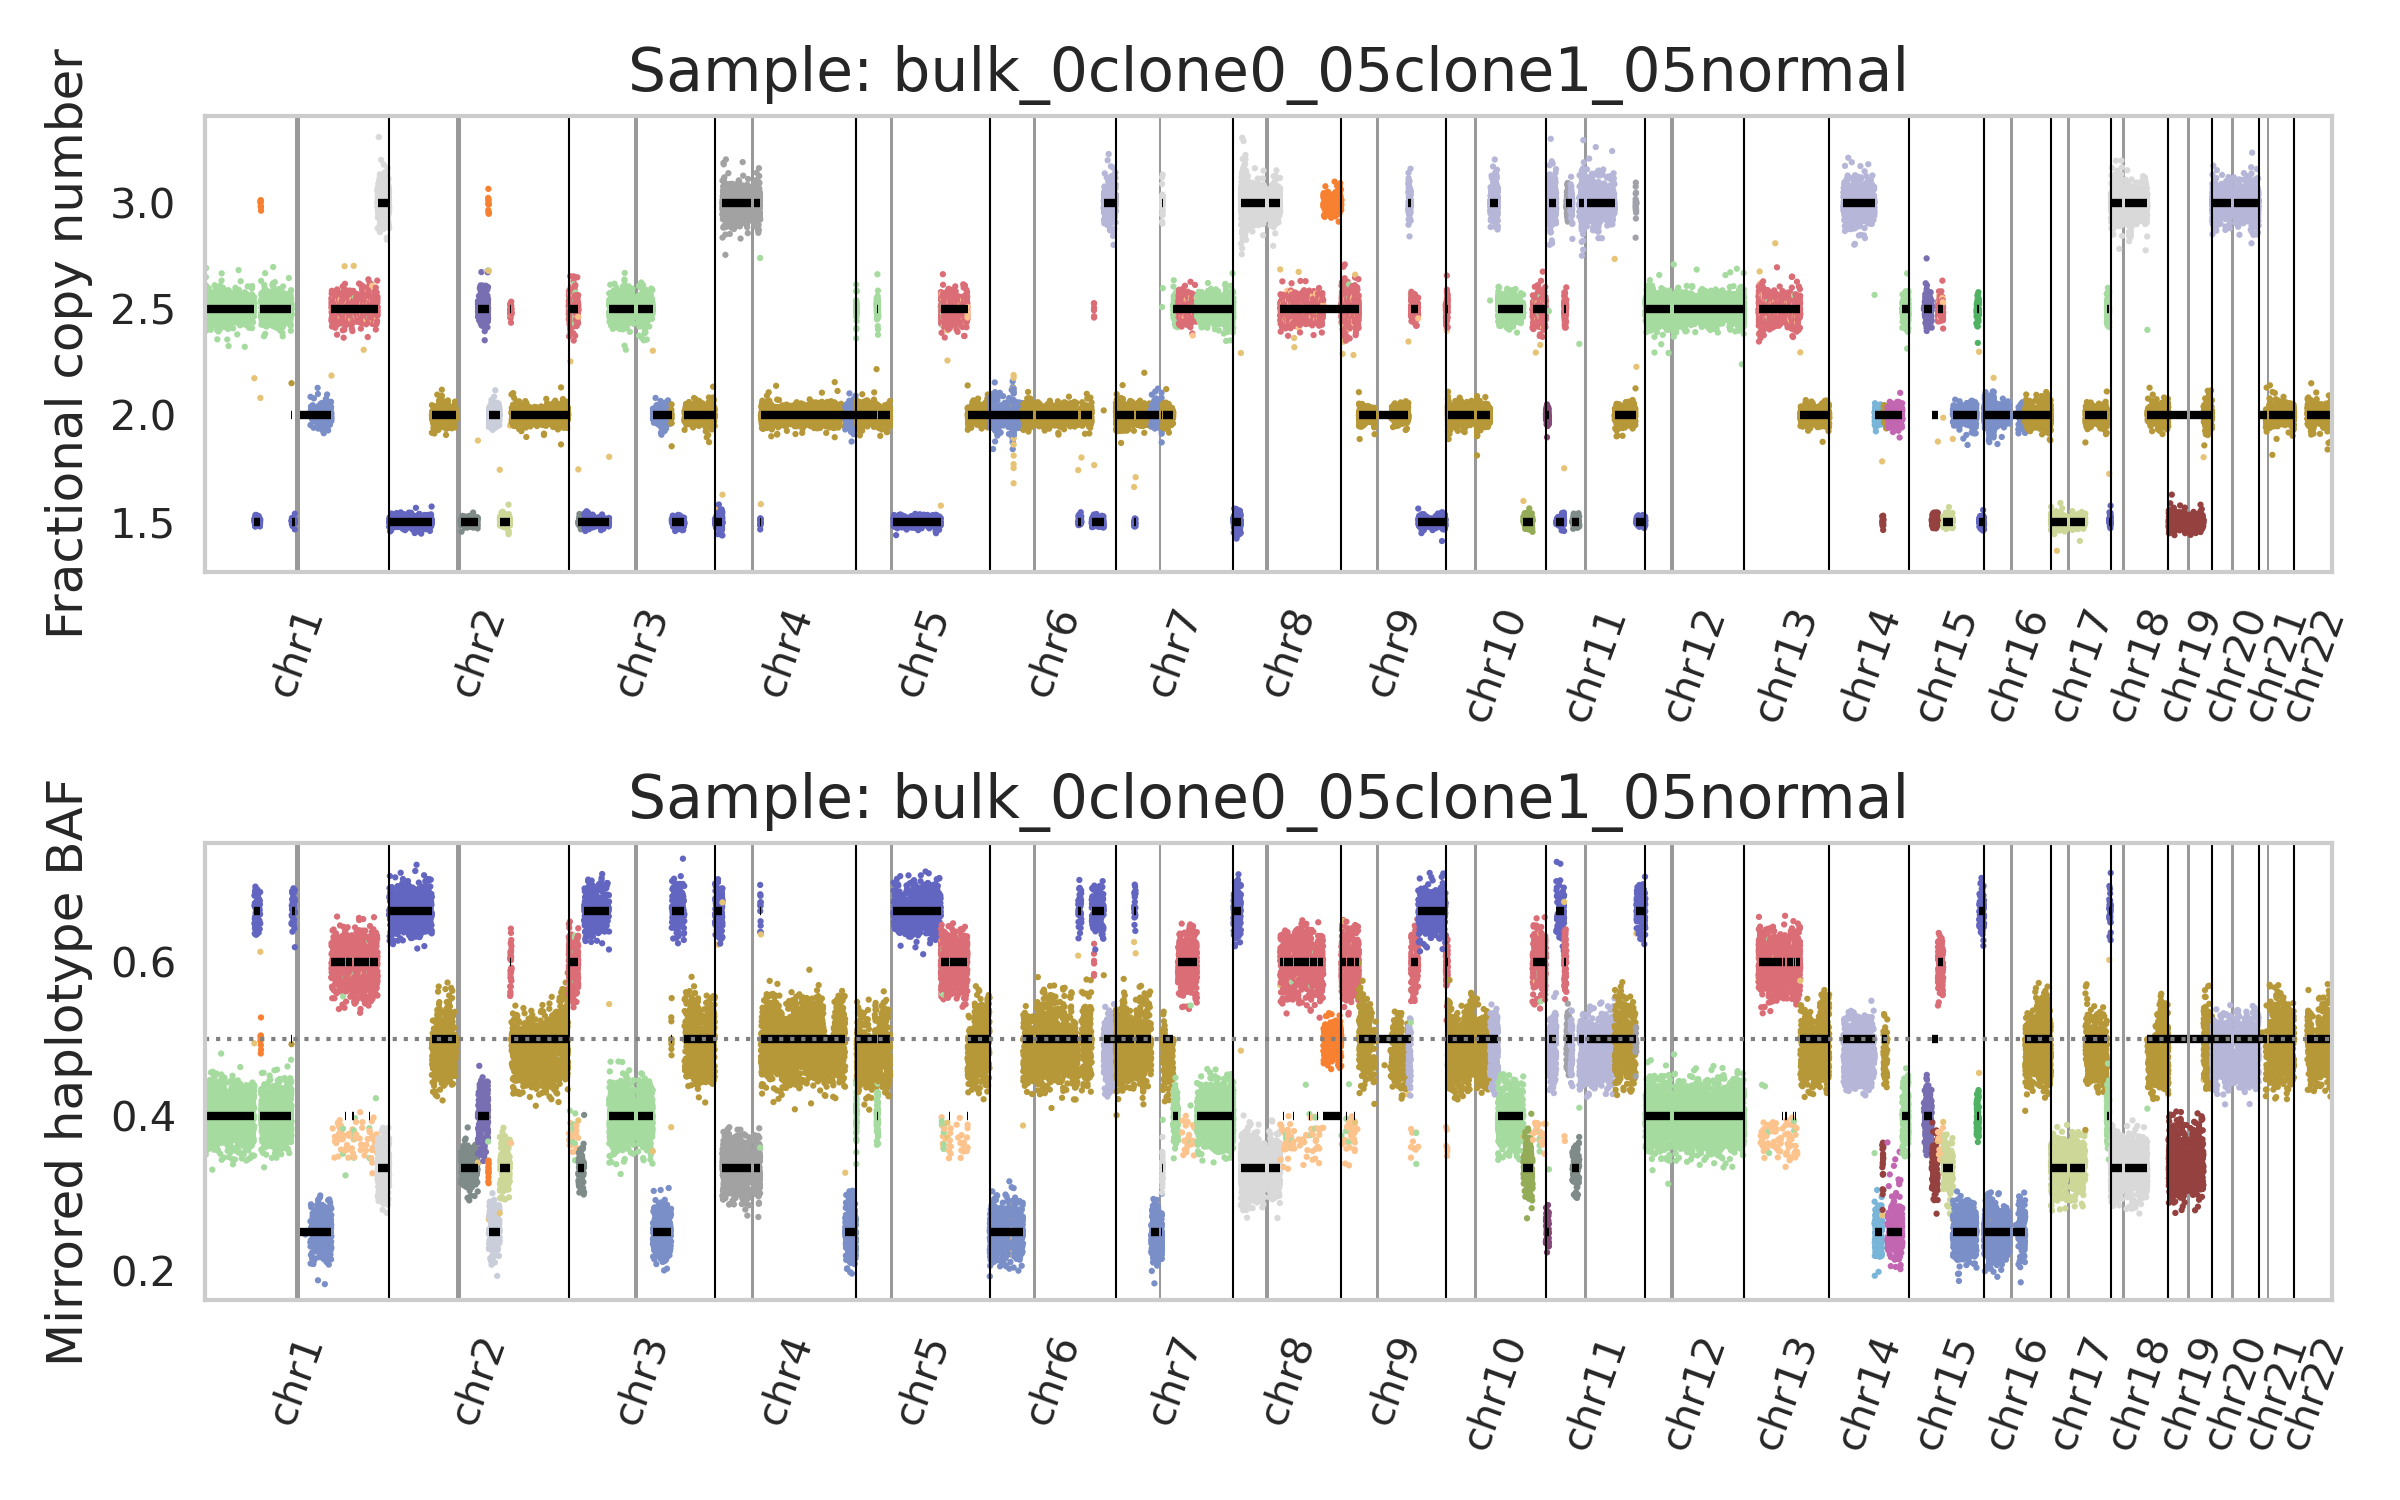 Sample: bulk_0clone0_05clone1_05normal
Fractional copy number
3.0
2.5
2.0
1.5
chr1 chr2 chr3 chr4 chr5 chr6 chr7 chr8 chr9 chr10 chr11 chr12 chr13 chr14 chr15 chr16 chr17 chr18 chr19 chr20 chr21 chr22
Sample: bulk_0clone0_05clone1_05normal
Mirrored haplotype BAF
0.6
0.4
0.2
chr1 chr2 chr3 chr4 chr5 chr6 chr7 chr8 chr9 chr10 chr11 chr12 chr13 chr14 chr15 chr16 chr17 chr18 chr19 chr20 chr21 chr22